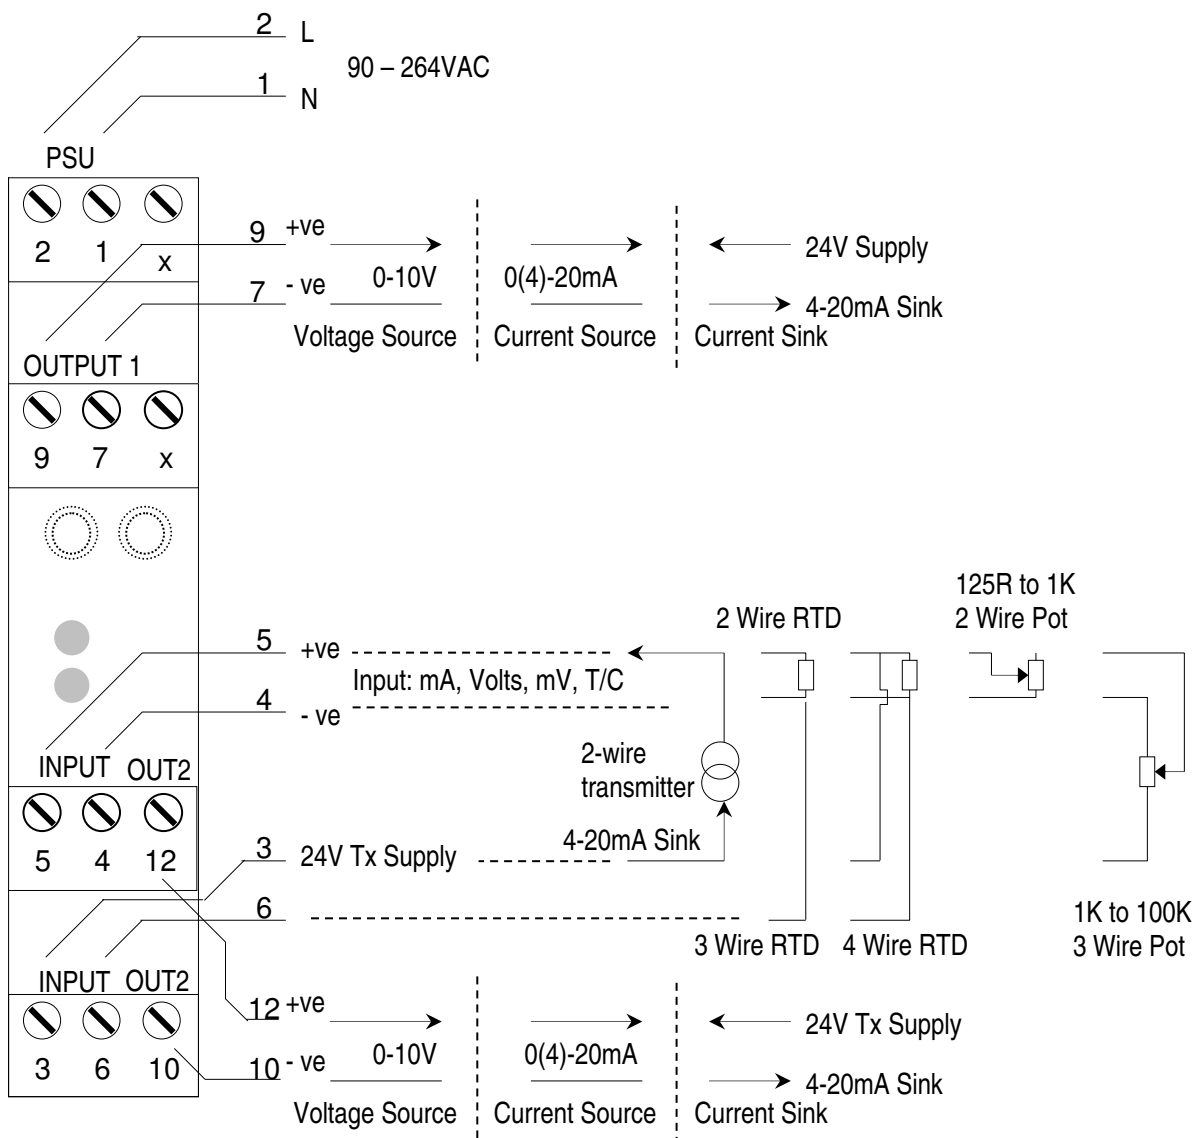 2 L
90 – 264VAC
1 N
PSU
2 1 x
9 +ve
24V Supply
0-10V 0(4)-20mA
7 - ve
4-20mA Sink
Voltage Source Current Source Current Sink
OUTPUT 1
9 7 x
125R to 1K
2 Wire RTD 2 Wire Pot
5 +ve
Input: mA, Volts, mV, T/C
4 - ve
2-wire
transmitter
INPUT OUT2
4-20mA Sink
5 4 12
3 24V Tx Supply
6
1K to 100K
3 Wire RTD 4 Wire RTD 3 Wire Pot
INPUT OUT2
12 +ve
24V Tx Supply
0-10V 0(4)-20mA
3 6 10
10 - ve
4-20mA Sink
Voltage Source Current Source Current Sink